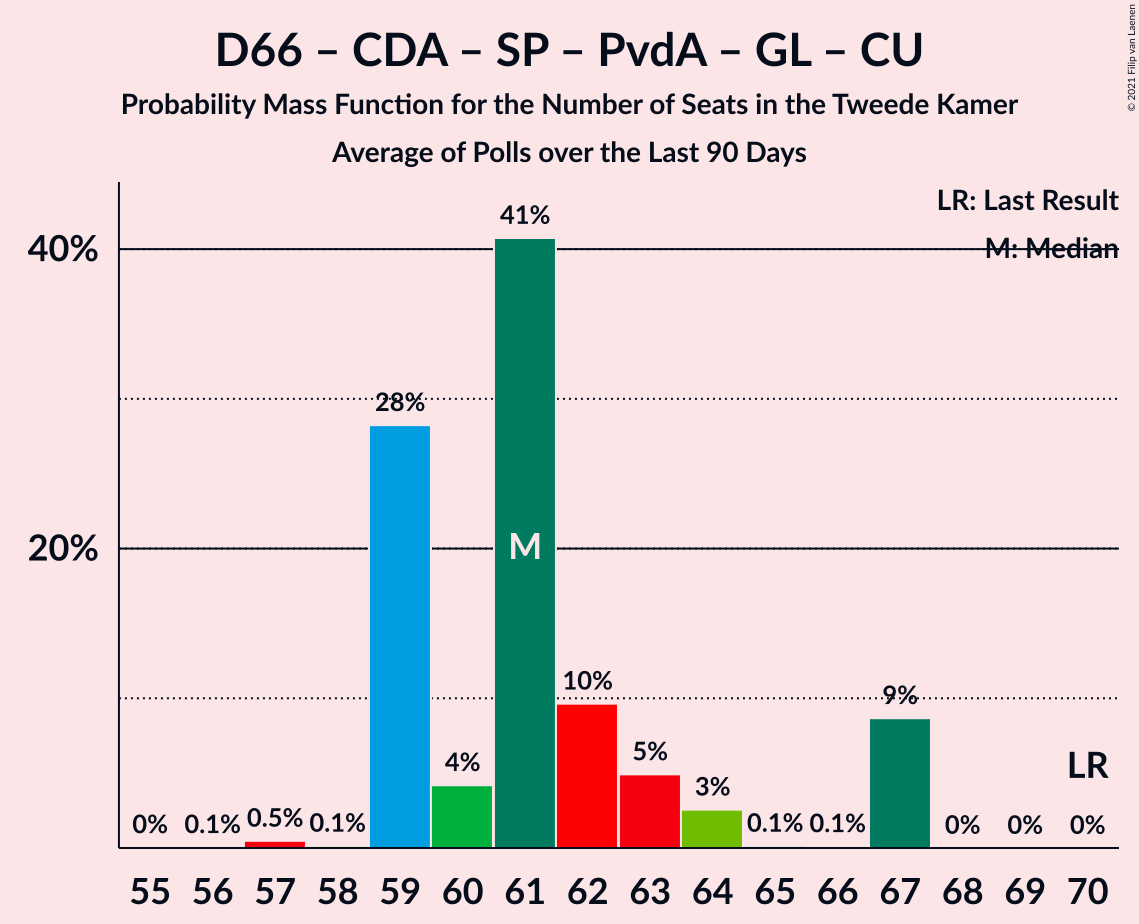 D66 – CDA – SP – PvdA – GL – CU
Probability Mass Function for the Number of Seats in the Tweede Kamer
Average of Polls over the Last 90 Days
© 2021 Filip van Laenen
LR: Last Result
M: Median
40%
20%
0% 0.1% 0.5% 0.1% 28% 4% 41% 10% 5% 3% 0.1% 0.1% 9% 0% 0% 0%
M
LR
55 56 57 58 59 60 61 62 63 64 65 66 67 68 69 70